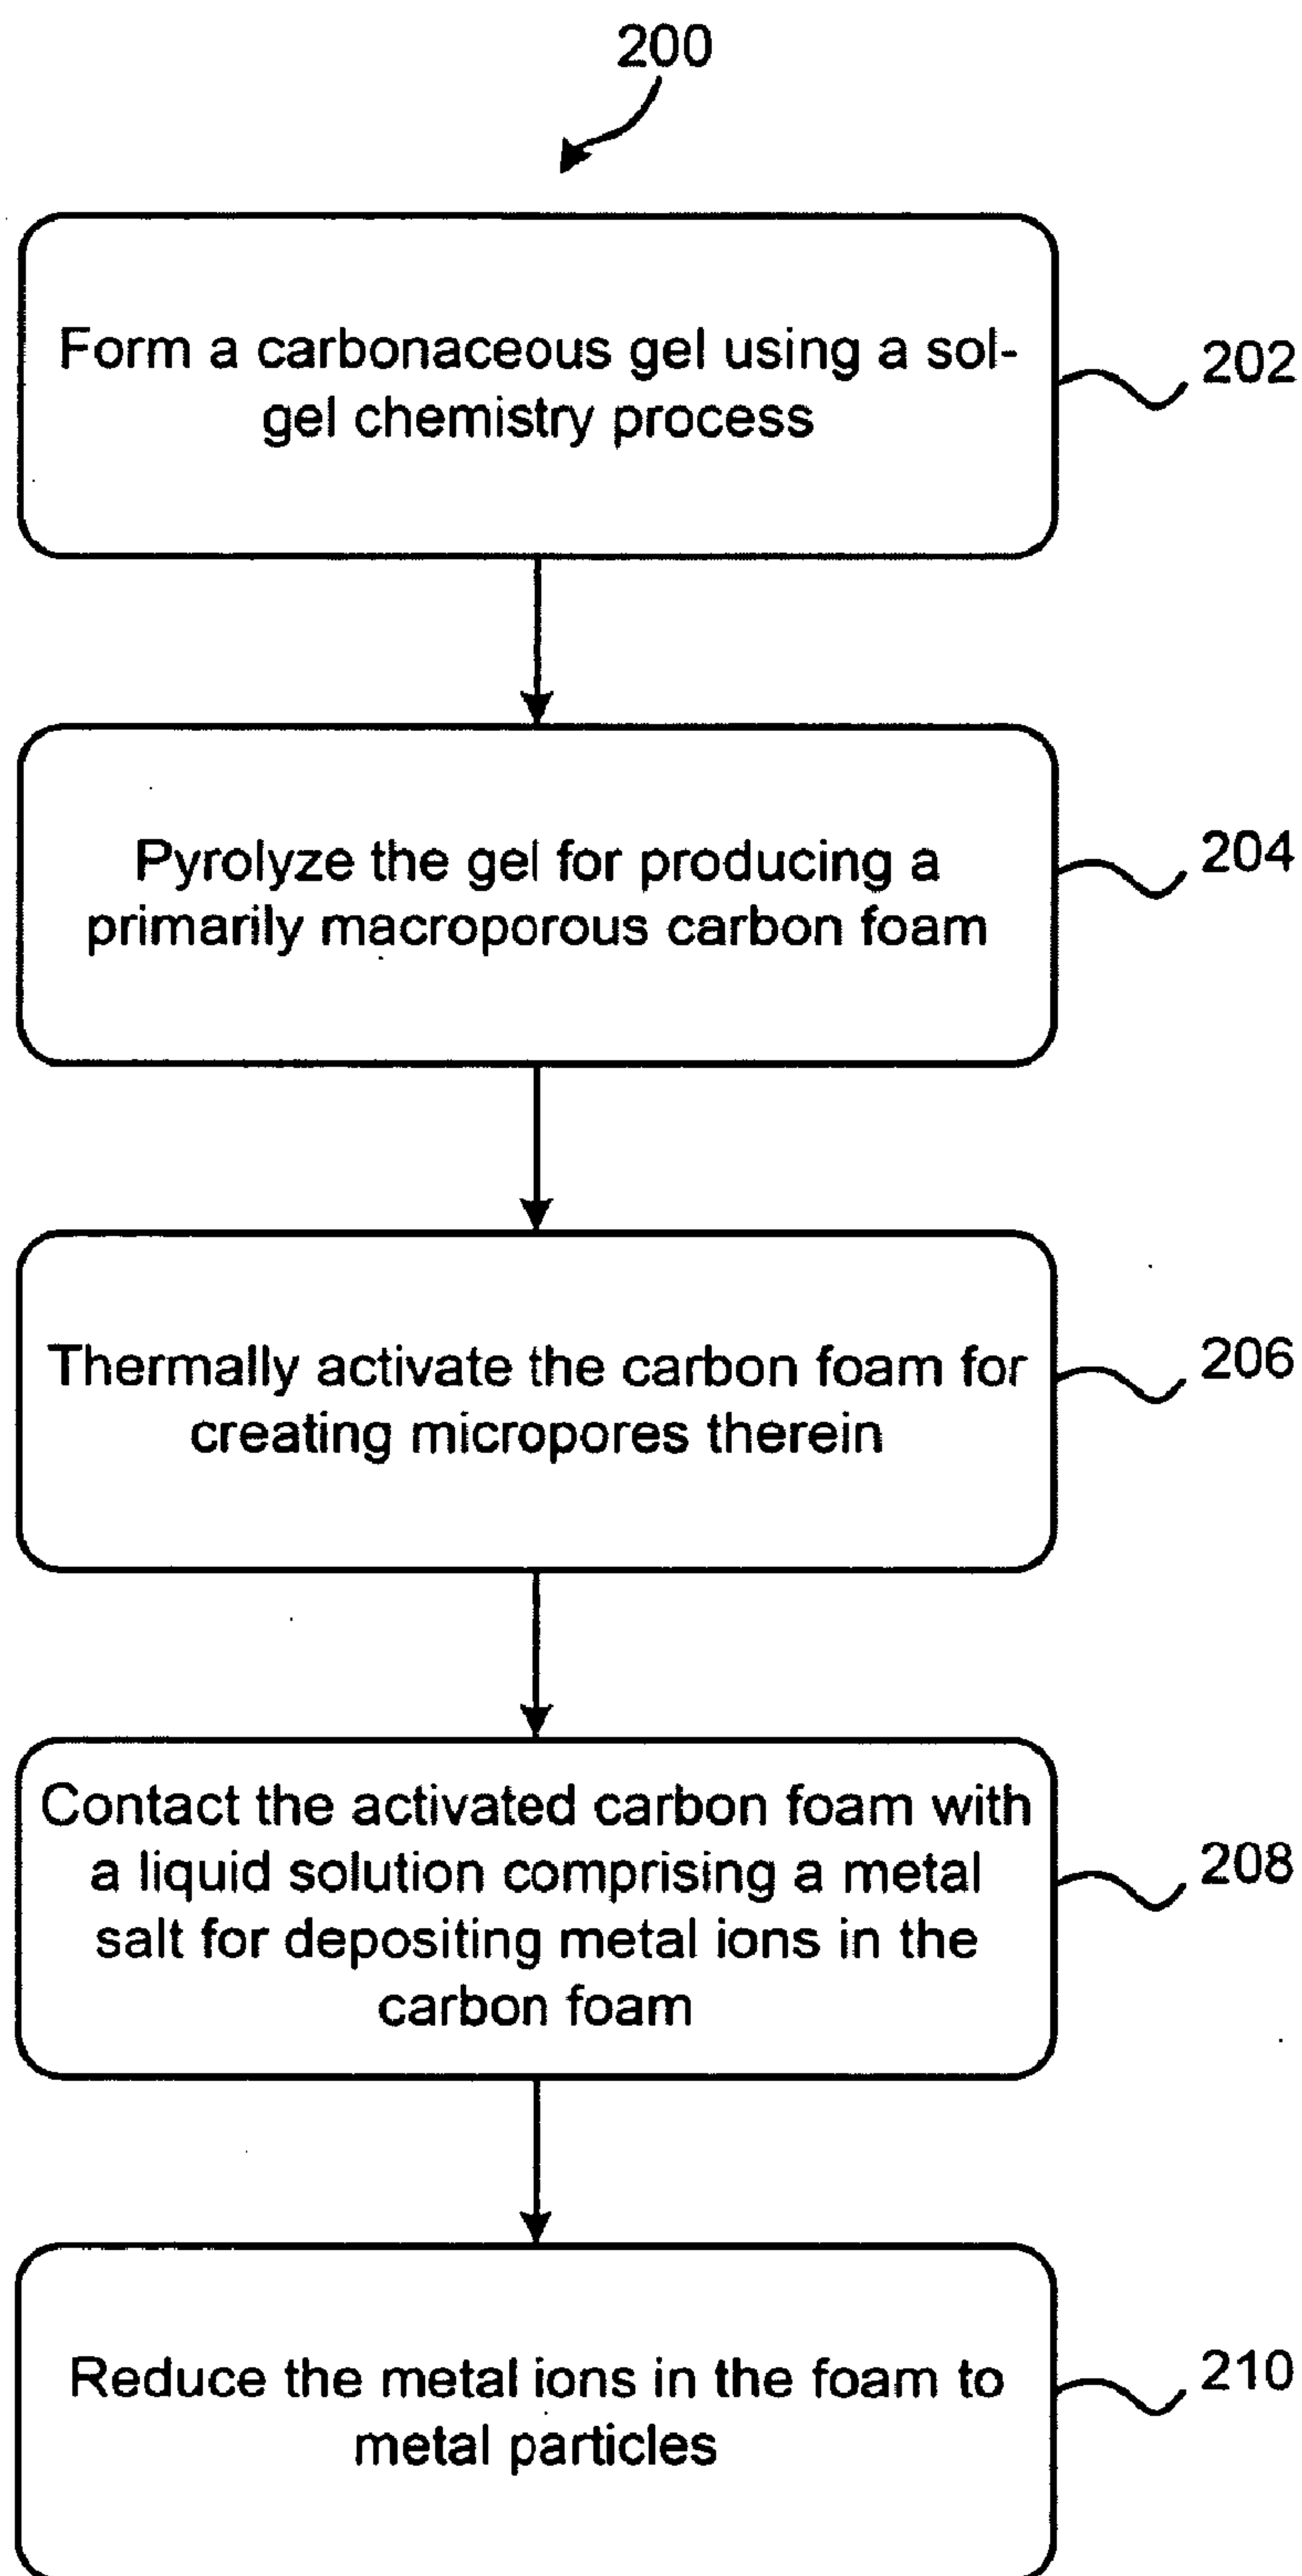 200
Form a carbonaceous gel using a sol-
gel chemistry process
202
Pyrolyze the gel for producing a
primarily macroporous carbon foam
204
Thermally activate the carbon foam for
creating micropores therein
206
Contact the activated carbon foam with
a liquid solution comprising a metal
salt for depositing metal ions in the
carbon foam
208
Reduce the metal ions in the foam to
metal particles
210